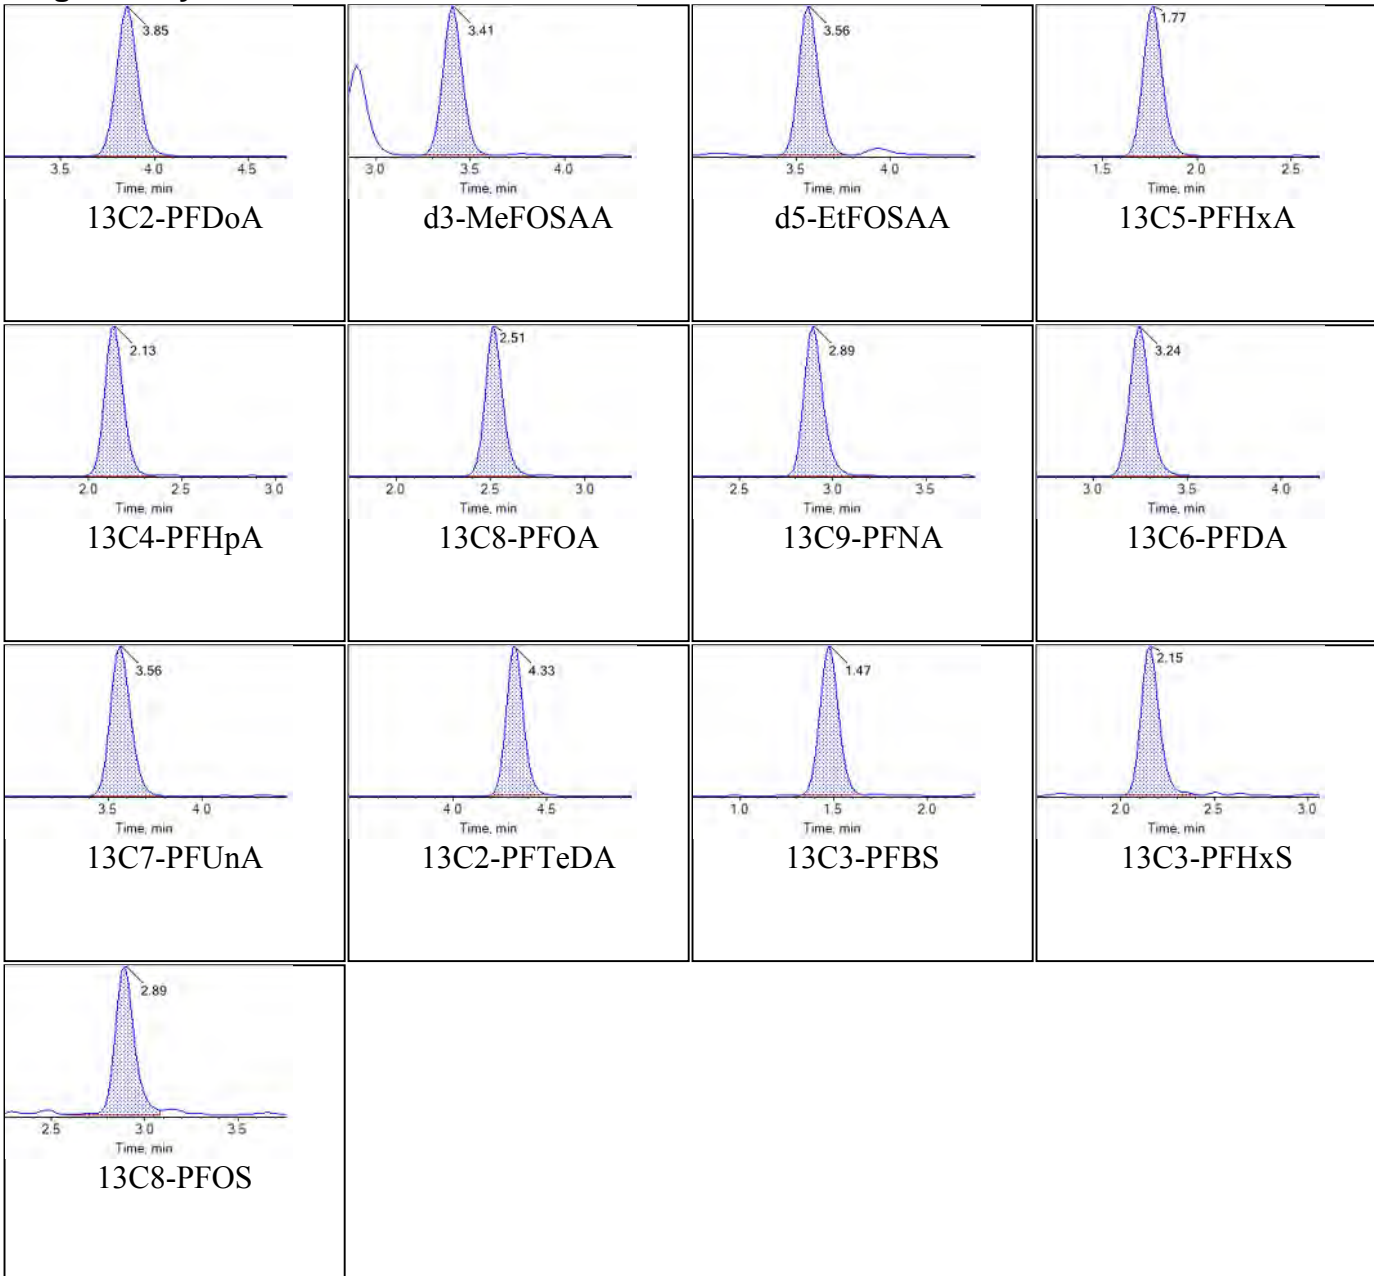 3.85
3.5 4.0 4.5
Time, min
13C2-PFDoA
3.41
3.0 3.5 4.0
Time, min
d3-MeFOSAA
3.56
3.5 4.0
Time, min
d5-EtFOSAA
1.77
1.5 2.0 2.5
Time, min
13C5-PFHxA
2.13
2.0 2.5 3.0
Time, min
13C4-PFHpA
2.51
2.0 2.5 3.0
Time, min
13C8-PFOA
2.89
2.5 3.0 3.5
Time, min
13C9-PFNA
3.24
3.0 3.5 4.0
Time, min
13C6-PFDA
3.56
3.5 4.0
Time, min
13C7-PFUnA
4.33
4.0 4.5
Time, min
13C2-PFTeDA
1.47
1.0 1.5 2.0
Time, min
13C3-PFBS
2.15
2.0 2.5 3.0
Time, min
13C3-PFHxS
2.89
2.5 3.0 3.5
Time, min
13C8-PFOS